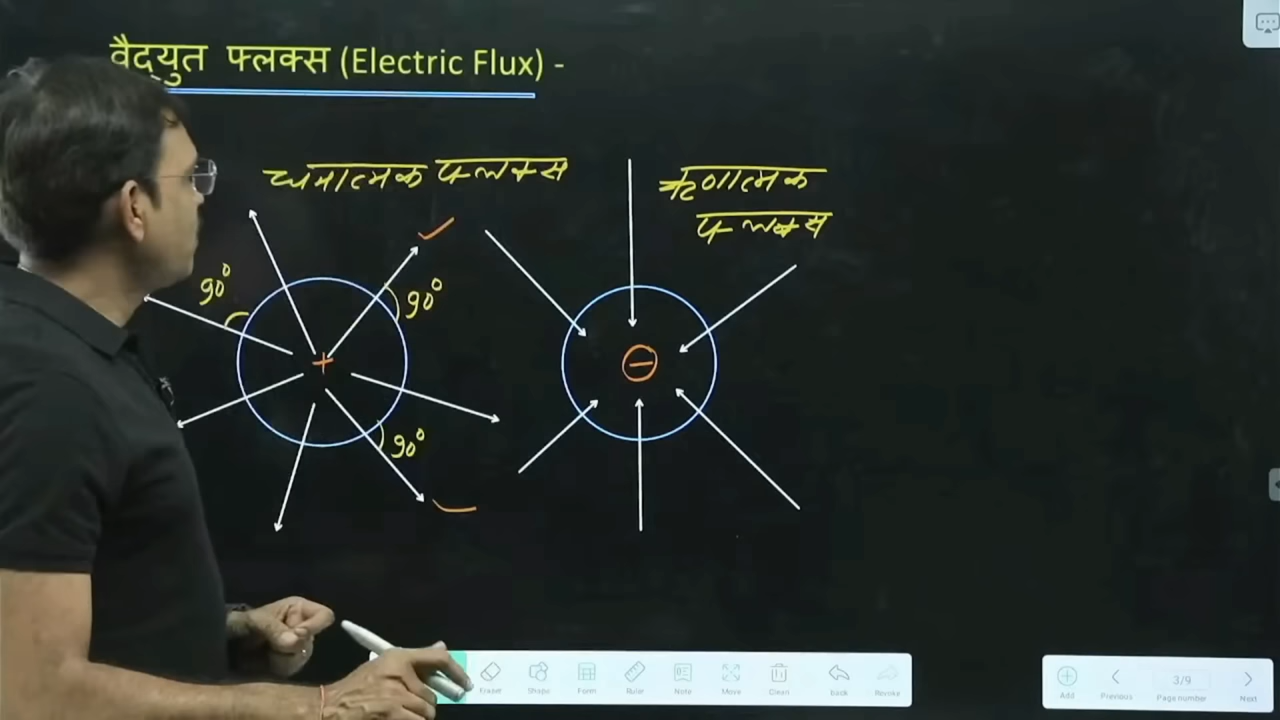 वैद्युत फ्लक्स (Electric Flux) -
धनात्मक फ्लक्स
ऋणात्मक
फ्लक्स
90°
90°
+
−
90°
Eraser
Shape
Form
Ruler
Note
Move
Clean
back
Revoke
Add
Previous
3/9
Page number
Next